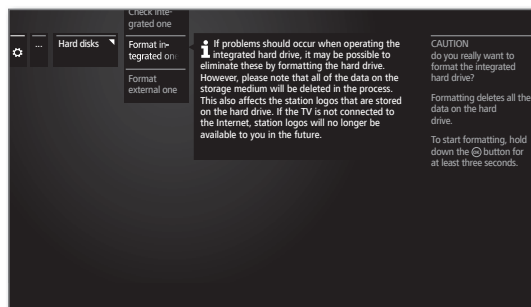 Check inte-
grated one
...
Hard disks
Format in-
tegrated one
Format
external one
If problems should occur when operating the
integrated hard drive, it may be possible to
eliminate these by formatting the hard drive.
However, please note that all of the data on the
storage medium will be deleted in the process.
This also affects the station logos that are stored
on the hard drive. If the TV is not connected to
the Internet, station logos will no longer be
available to you in the future.
CAUTION
do you really want to
format the integrated
hard drive?
Formatting deletes all the
data on the hard
drive.
To start formatting, hold
down the OK button for
at least three seconds.